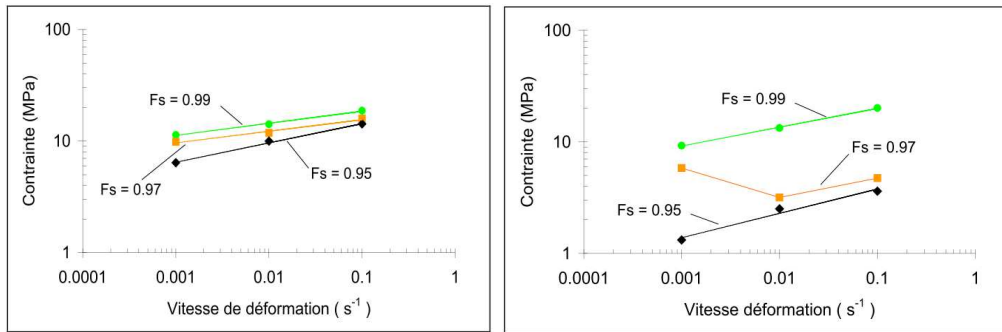 100
10
1
Contrainte (MPa)
Fs = 0.99
Fs = 0.97
Fs = 0.95
0.0001 0.001 0.01 0.1 1
Vitesse de déformation ( s-1 )
100
10
1
Contrainte (MPa)
Fs = 0.99
Fs = 0.97
Fs = 0.95
0.0001 0.001 0.01 0.1 1
Vitesse déformation ( s-1 )